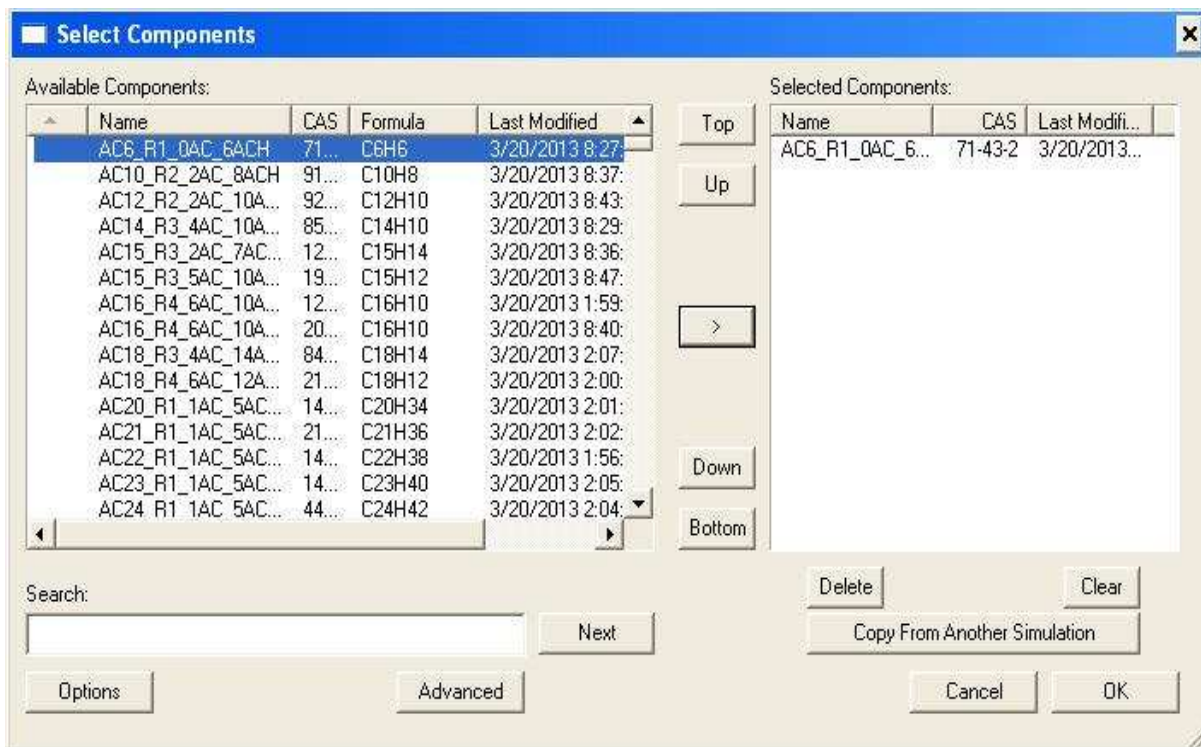 Select Components
Available Components:
Name CAS Formula Last Modified
AC6_R1_0AC_6ACH 71... C6H6 3/20/2013 8:27:
AC10_R2_2AC_8ACH 91... C10H8 3/20/2013 8:37:
AC12_R2_2AC_10A... 92... C12H10 3/20/2013 8:43:
AC14_R3_4AC_10A... 85... C14H10 3/20/2013 8:29:
AC15_R3_2AC_7AC... 12... C15H14 3/20/2013 8:36:
AC15_R3_5AC_10A... 19... C15H12 3/20/2013 8:47:
AC16_R4_6AC_10A... 12... C16H10 3/20/2013 1:59:
AC16_R4_6AC_10A... 20... C16H10 3/20/2013 8:40:
AC18_R3_4AC_14A... 84... C18H14 3/20/2013 2:07:
AC18_R4_6AC_12A... 21... C18H12 3/20/2013 2:00:
AC20_R1_1AC_5AC... 14... C20H34 3/20/2013 2:01:
AC21_R1_1AC_5AC... 21... C21H36 3/20/2013 2:02:
AC22_R1_1AC_5AC... 14... C22H38 3/20/2013 1:56:
AC23_R1_1AC_5AC... 14... C23H40 3/20/2013 2:05:
AC24_R1_1AC_5AC... 44... C24H42 3/20/2013 2:04:
Top
Up
>
Down
Bottom
Selected Components:
Name CAS Last Modifi...
AC6_R1_0AC_6... 71-43-2 3/20/2013...
Search:
Next
Delete Clear
Copy From Another Simulation
Options Advanced Cancel OK